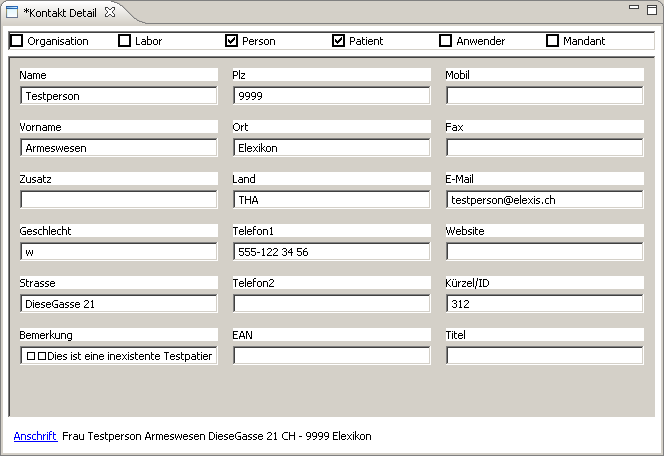 *Kontakt Detail
Organisation Labor Person Patient Anwender Mandant
Name Plz Mobil
Testperson 9999
Vorname Ort Fax
Armeswesen Elexikon
Zusatz Land E-Mail
THA testperson@elexis.ch
Geschlecht Telefon1 Website
w 555-122 34 56
Strasse Telefon2 Kürzel/ID
DieseGasse 21 312
Bemerkung EAN Titel
Dies ist eine inexistente Testpatier
Anschrift Frau Testperson Armeswesen DieseGasse 21 CH - 9999 Elexikon